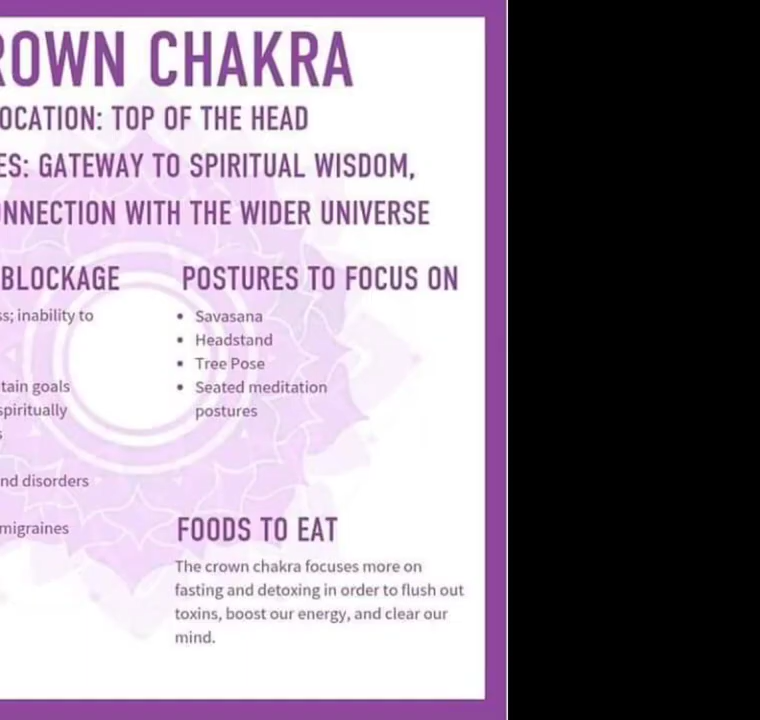 ROWN CHAKRA
OCATION: TOP OF THE HEAD
ES: GATEWAY TO SPIRITUAL WISDOM,
ONNECTION WITH THE WIDER UNIVERSE
BLOCKAGE
ss; inability to
tain goals
spiritually
s
nd disorders
migraines
POSTURES TO FOCUS ON
• Savasana
• Headstand
• Tree Pose
• Seated meditation
postures
FOODS TO EAT
The crown chakra focuses more on
fasting and detoxing in order to flush out
toxins, boost our energy, and clear our
mind.